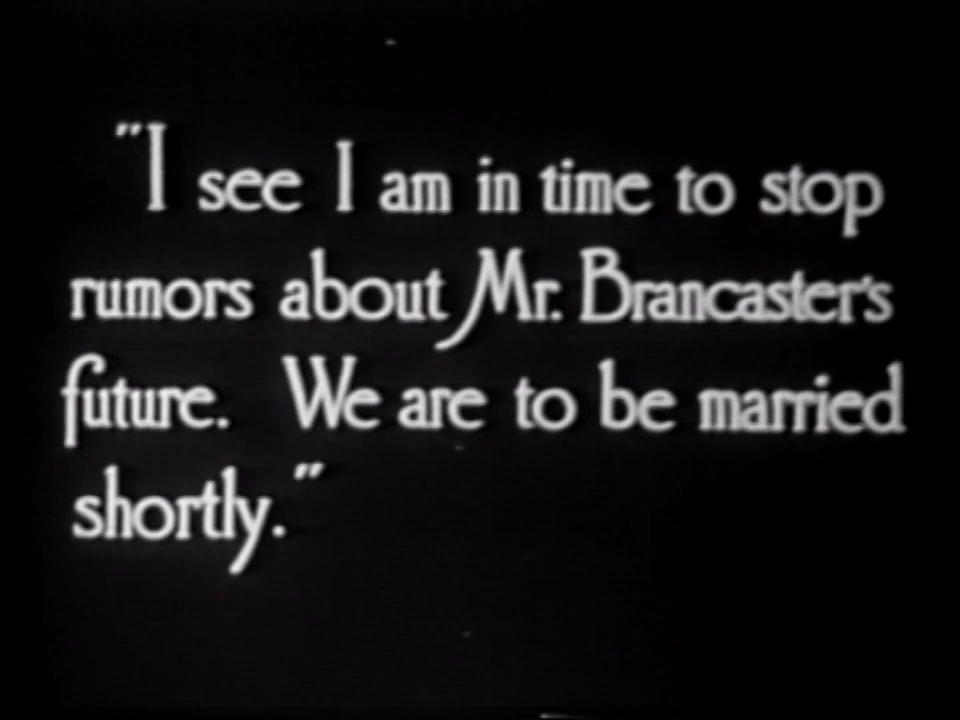 "I see I am in time to stop
rumors about Mr. Brancaster's
future. We are to be married
shortly."